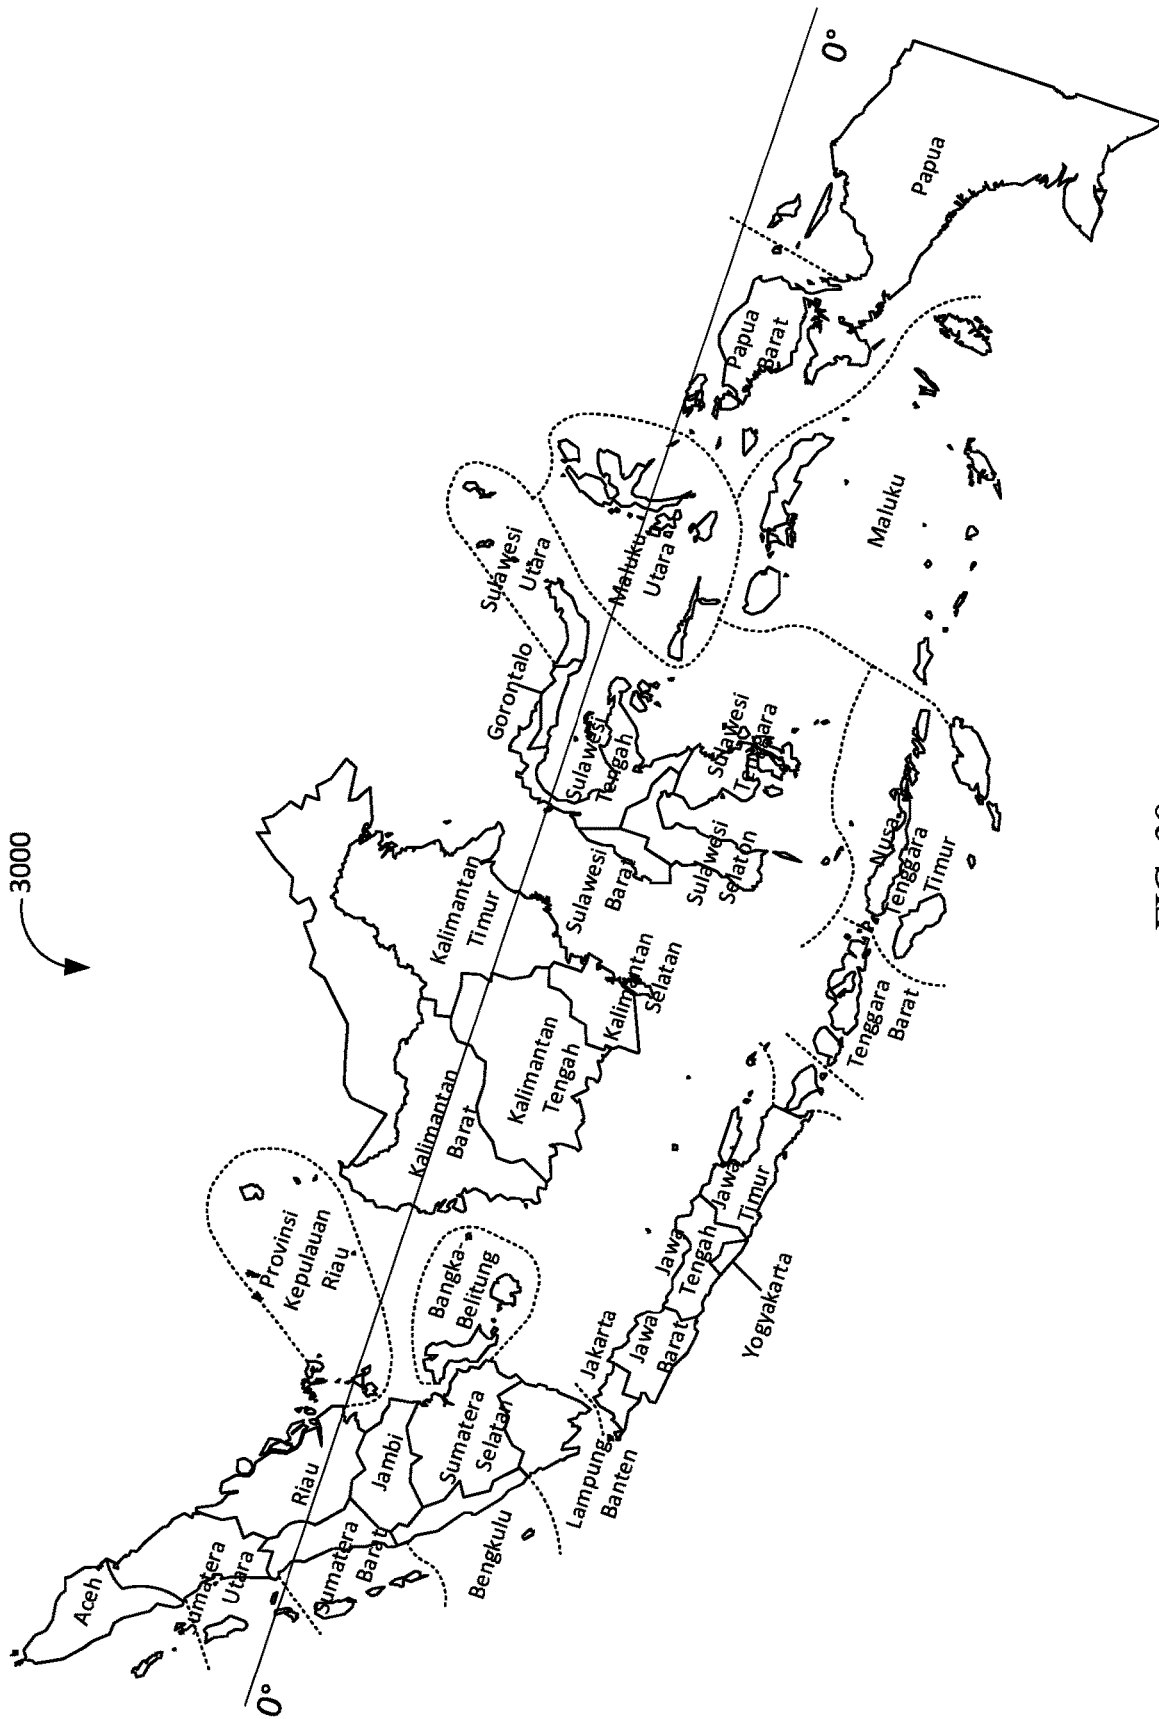 3000
Aceh
Sumatera
Utara
Riau
Sumatera
Barat
Jambi
Bengkulu
Sumatera
Selatan
Lampung
Banten
Jakarta
Provinsi
Kepulauan
Riau
Bangka-
Belitung
Jawa
Barat
Jawa
Tengah
Yogyakarta
Jawa
Timur
Kalimantan
Barat
Kalimantan
Tengah
Kalimantan
Selatan
Kalimantan
Timur
Tenggara
Barat
Nusa
Tenggara
Timur
Sulawesi
Barat
Sulawesi
Selaton
Sulawesi
Tengah
Sulawesi
Tenggara
Gorontalo
Sulawesi
Utara
Maluku
Utara
Maluku
Papua
Barat
Papua
0°
0°